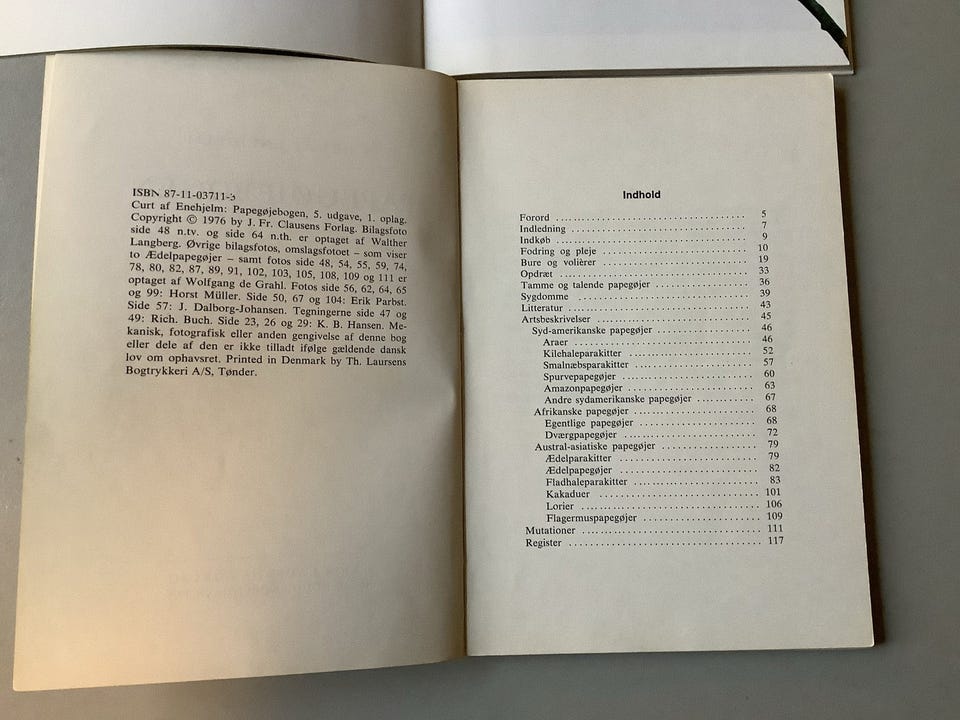 ISBN 87-11-03711-3
Curt af Enehjelm: Papegøjebogen, 5. udgave, 1. oplag.
Copyright © 1976 by J. Fr. Clausens Forlag. Bilagsfoto
side 48 n.tv. og side 64 n.th. er optaget af Walther
Langberg. Øvrige bilagsfotos, omslagsfotoet – som viser
to Ædelpapegøjer – samt fotos side 48, 54, 55, 59, 74,
78, 80, 82, 87, 89, 91, 102, 103, 105, 108, 109 og 111 er
optaget af Wolfgang de Grahl. Fotos side 56, 62, 64, 65
og 99: Horst Müller. Side 50, 67 og 104: Erik Parbst.
Side 57: J. Dalborg-Johansen. Tegningerne side 47 og
49: Rich. Buch. Side 23, 26 og 29: K. B. Hansen. Me-
kanisk, fotografisk eller anden gengivelse af denne bog
eller dele af den er ikke tilladt ifølge gældende dansk
lov om ophavsret. Printed in Denmark by Th. Laursens
Bogtrykkeri A/S, Tønder.
Indhold
Forord ........ 5
Indledning ........ 7
Indkøb ........ 9
Fodring og pleje ........ 10
Bure og volièrer ........ 19
Opdræt ........ 33
Tamme og talende papegøjer ........ 36
Sygdomme ........ 39
Litteratur ........ 43
Artsbeskrivelser ........ 45
Syd-amerikanske papegøjer ........ 46
Araer ........ 46
Kilehaleparakitter ........ 52
Smalnæbsparakitter ........ 57
Spurvepapegøjer ........ 60
Amazonpapegøjer ........ 63
Andre sydamerikanske papegøjer ........ 67
Afrikanske papegøjer ........ 68
Egentlige papegøjer ........ 68
Dværgpapegøjer ........ 72
Austral-asiatiske papegøjer ........ 79
Ædelparakitter ........ 79
Ædelpapegøjer ........ 82
Fladhaleparakitter ........ 83
Kakaduer ........ 101
Lorier ........ 106
Flagermuspapegøjer ........ 109
Mutationer ........ 111
Register ........ 117